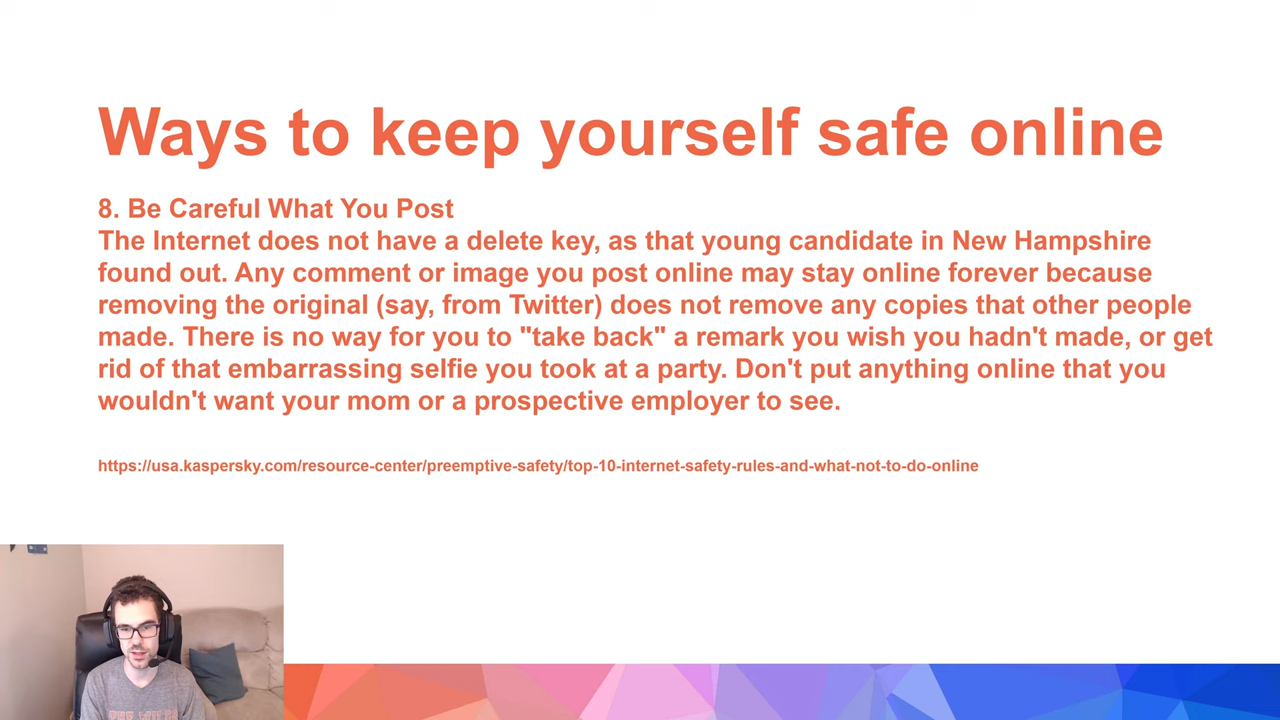 Ways to keep yourself safe online
8. Be Careful What You Post
The Internet does not have a delete key, as that young candidate in New Hampshire
found out. Any comment or image you post online may stay online forever because
removing the original (say, from Twitter) does not remove any copies that other people
made. There is no way for you to "take back" a remark you wish you hadn't made, or get
rid of that embarrassing selfie you took at a party. Don't put anything online that you
wouldn't want your mom or a prospective employer to see.
https://usa.kaspersky.com/resource-center/preemptive-safety/top-10-internet-safety-rules-and-what-not-to-do-online